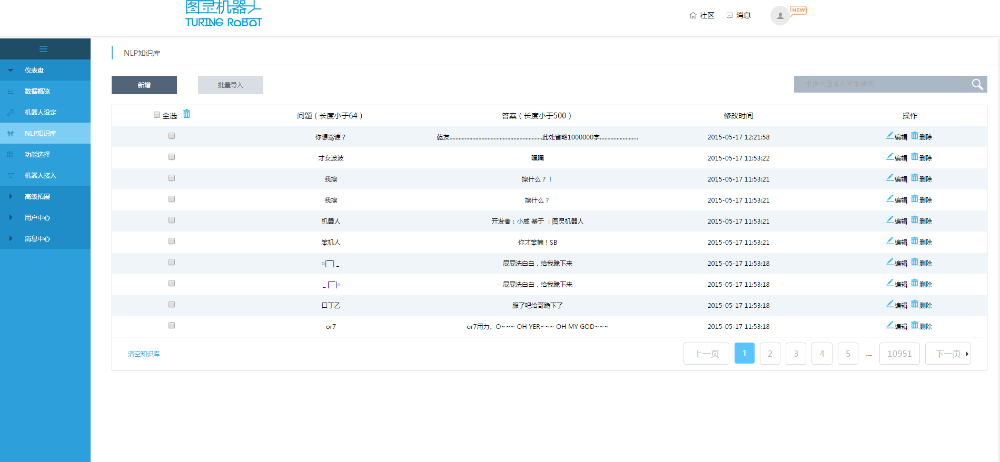 图灵机器人
TURING RoBoT
社区 消息 NEW
仪表盘
数据概览
机器人设定
NLP知识库
功能选择
机器人接入
高级拓展
用户中心
消息中心
NLP知识库
新增 批量导入 根据问题或者答案搜索
全选 问题（长度小于64） 答案（长度小于500） 修改时间 操作
你想骂谁？ 乾友.............................................................此处省略1000000字......................... 2015-05-17 12:21:58 编辑 删除
才女波波 嘿嘿 2015-05-17 11:53:22 编辑 删除
我擦 擦什么？！ 2015-05-17 11:53:21 编辑 删除
我擦 擦什么？ 2015-05-17 11:53:21 编辑 删除
机器人 开发者：小威 基于 ：图灵机器人 2015-05-17 11:53:21 编辑 删除
笨机人 你才笨楠！SB 2015-05-17 11:53:21 编辑 删除
○|￣|_ 屁屁洗白白，给我跪下来 2015-05-17 11:53:18 编辑 删除
_|￣|○ 屁屁洗白白，给我跪下来 2015-05-17 11:53:18 编辑 删除
口丁乙 服了吧给哥跪下了 2015-05-17 11:53:18 编辑 删除
or7 or7用力。O~~~ OH YER~~~ OH MY GOD~~~ 2015-05-17 11:53:18 编辑 删除
清空知识库 上一页 1 2 3 4 5 ... 10951 下一页